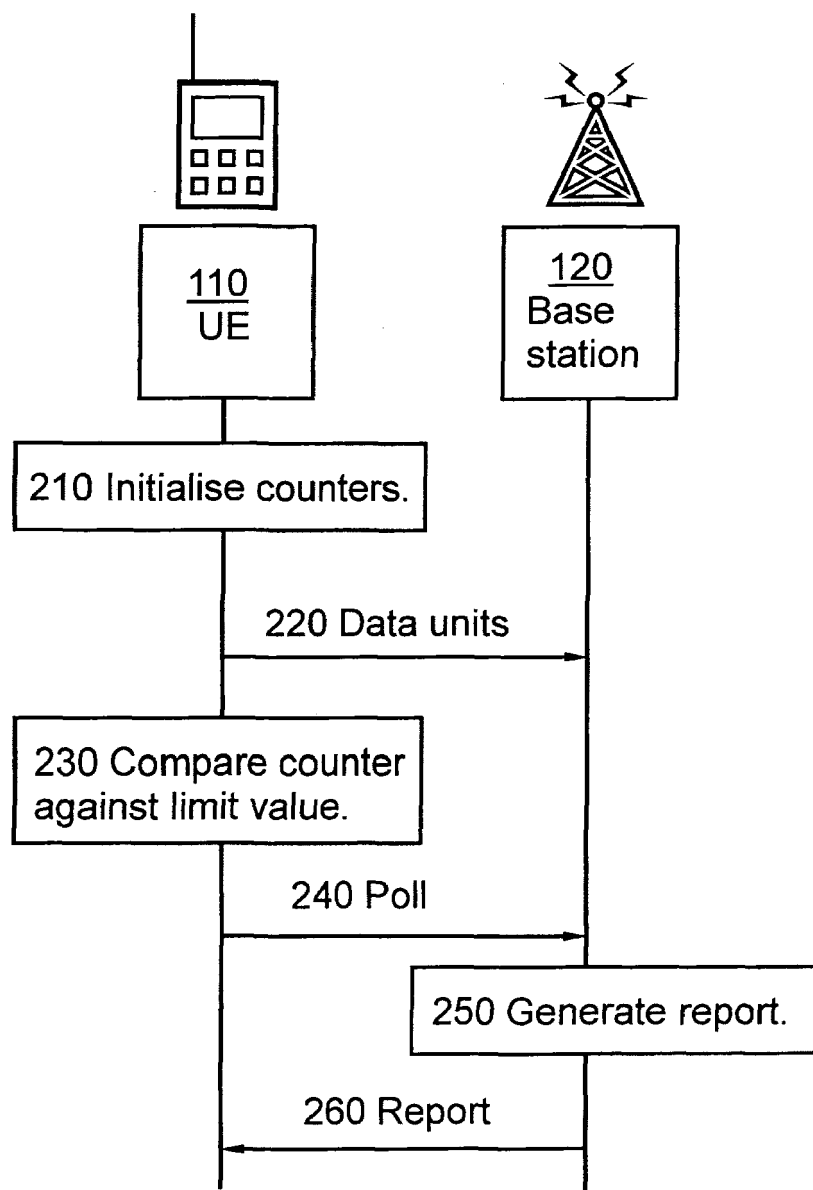 110
UE
120
Base
station
210 Initialise counters.
220 Data units
230 Compare counter
against limit value.
240 Poll
250 Generate report.
260 Report